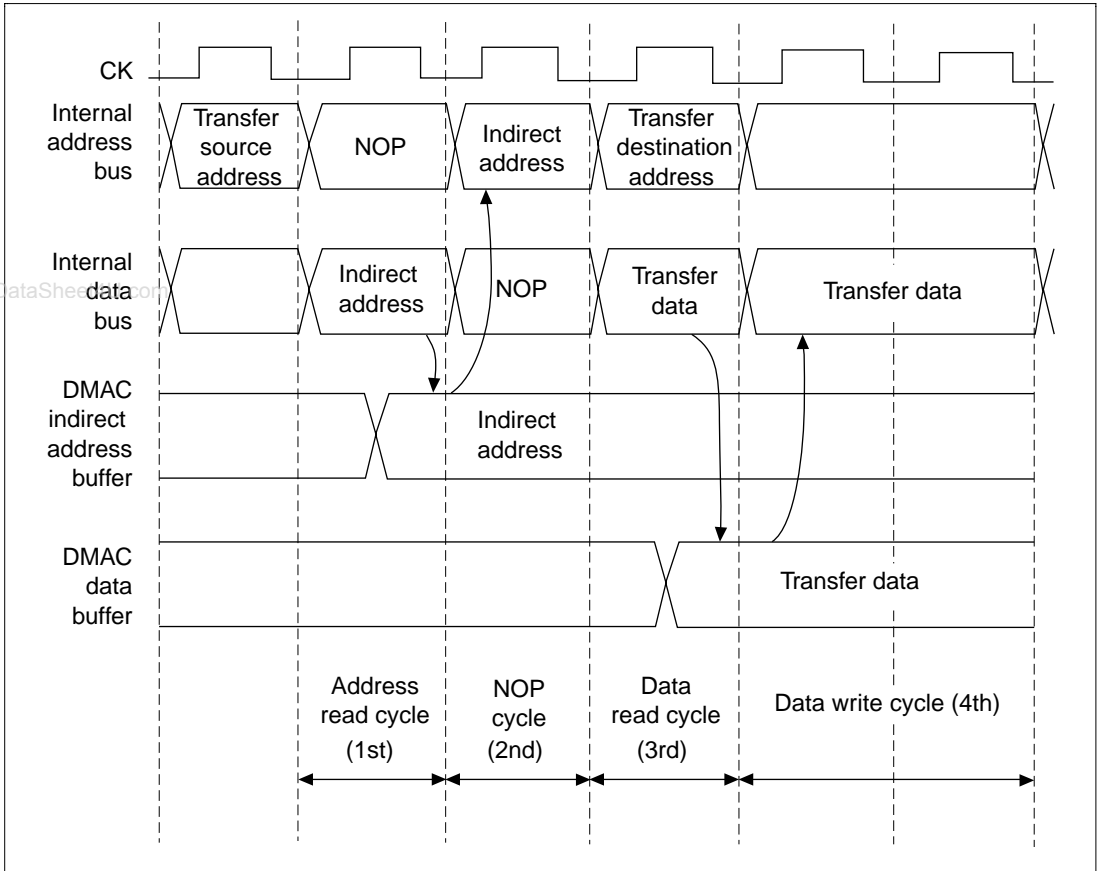 CK
Internal
address
bus
Transfer
source
address
NOP
Indirect
address
Transfer
destination
address
Internal
data
bus
Indirect
address
NOP
Transfer
data
Transfer data
DMAC
indirect
address
buffer
Indirect
address
DMAC
data
buffer
Transfer data
Address
read cycle
(1st)
NOP
cycle
(2nd)
Data
read cycle
(3rd)
Data write cycle (4th)